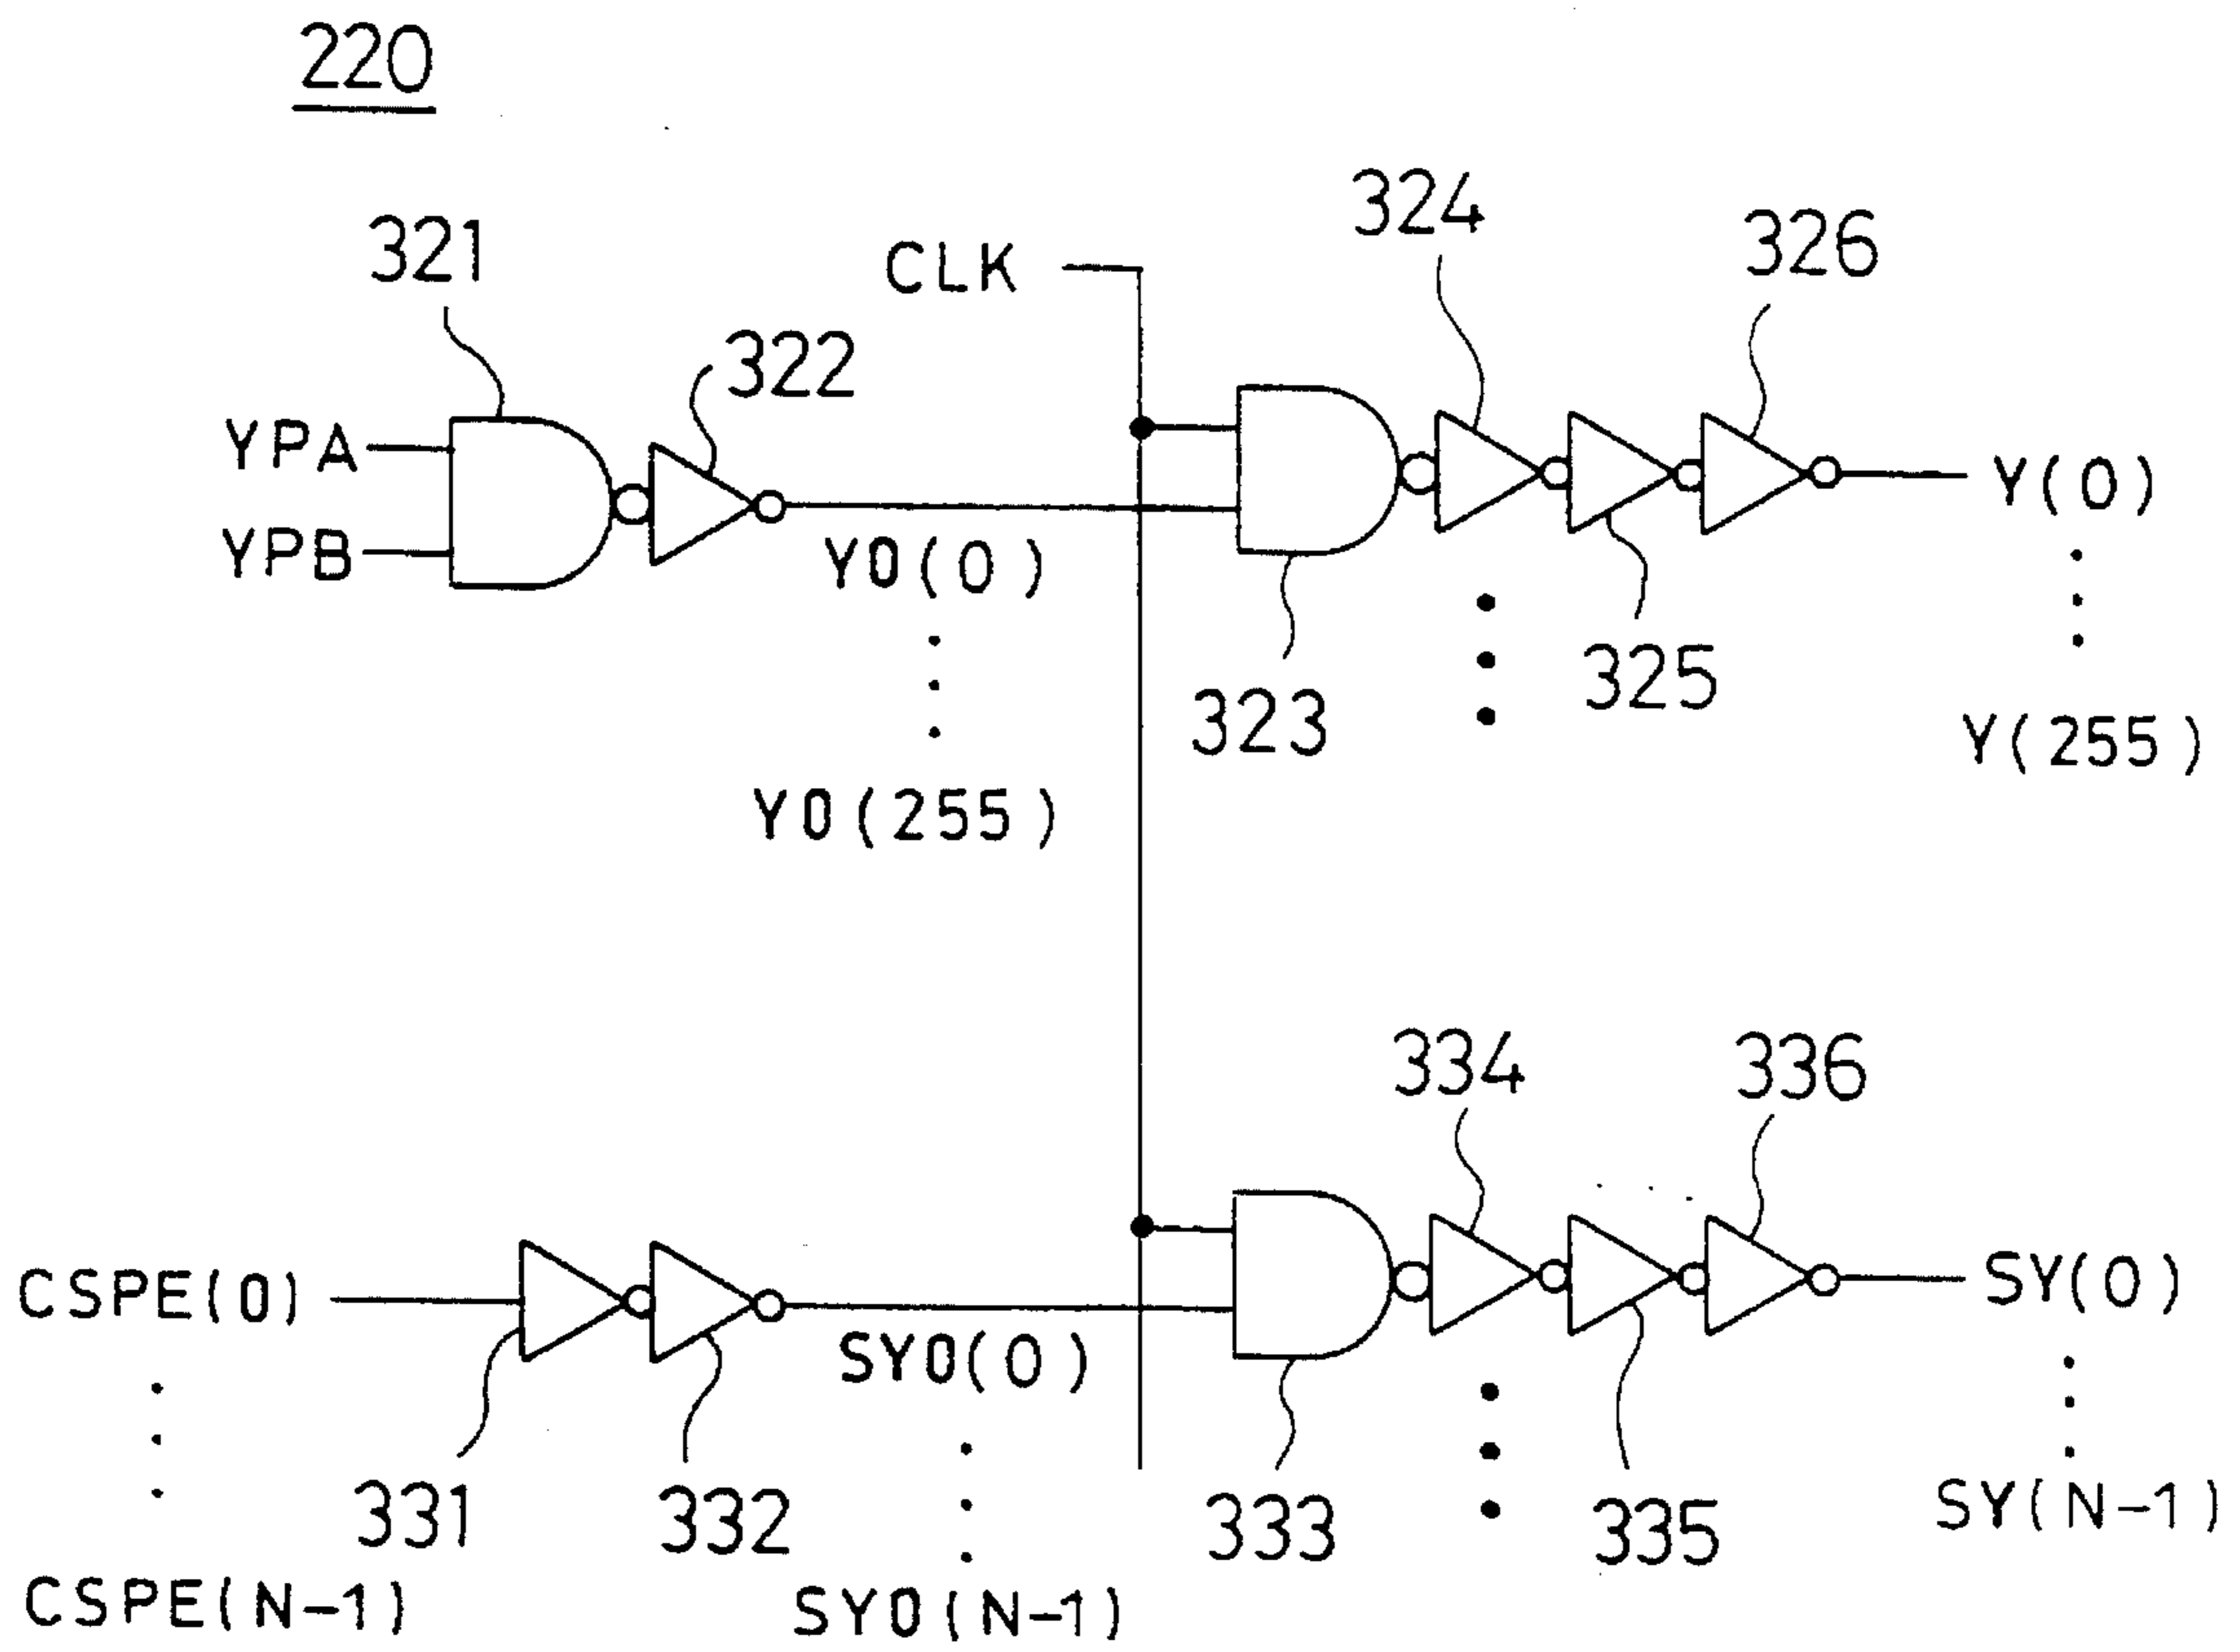 220
324
326
321
CLK
322
YPA
Y(0)
YPB
Y0(0)
325
323
Y(255)
Y0(255)
334
336
CSPE(0)
SY(0)
SY0(0)
331
332
333
335
SY(N-1)
CSPE(N-1)
SY0(N-1)